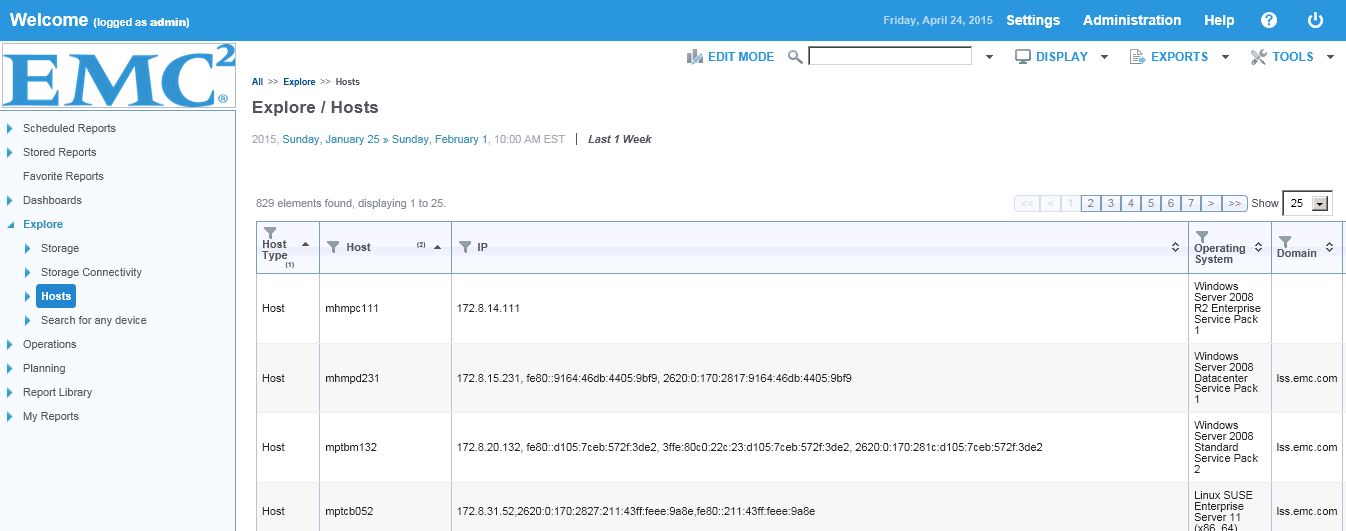 Welcome (logged as admin)
Friday, April 24, 2015 Settings Administration Help ?
EMC²®
EDIT MODE DISPLAY EXPORTS TOOLS
All >> Explore >> Hosts
Explore / Hosts
2015, Sunday, January 25 » Sunday, February 1, 10:00 AM EST | Last 1 Week
Scheduled Reports
Stored Reports
Favorite Reports
Dashboards
Explore
Storage
Storage Connectivity
Hosts
Search for any device
Operations
Planning
Report Library
My Reports
829 elements found, displaying 1 to 25.
<< < 1 2 3 4 5 6 7 > >> Show 25
Host
Type
(1)
Host (2)
IP
Operating
System
Domain
Host
mhmpc111
172.8.14.111
Windows
Server 2008
R2 Enterprise
Service Pack
1
Host
mhmpd231
172.8.15.231, fe80::9164:46db:4405:9bf9, 2620:0:170:2817:9164:46db:4405:9bf9
Windows
Server 2008
Datacenter
Service Pack
1
lss.emc.com
Host
mptbm132
172.8.20.132, fe80::d105:7ceb:572f:3de2, 3ffe:80c0:22c:23:d105:7ceb:572f:3de2, 2620:0:170:281c:d105:7ceb:572f:3de2
Windows
Server 2008
Standard
Service Pack
2
lss.emc.com
Host
mptcb052
172.8.31.52,2620:0:170:2827:211:43ff:feee:9a8e,fe80::211:43ff:feee:9a8e
Linux SUSE
Enterprise
Server 11
(x86_64)
lss.emc.com